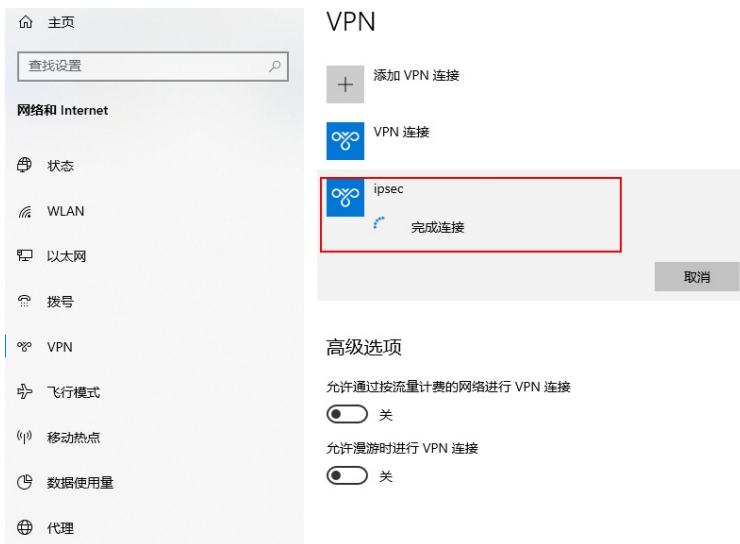 主页
查找设置
网络和 Internet
状态
WLAN
以太网
拨号
VPN
飞行模式
移动热点
数据使用量
代理
VPN
添加 VPN 连接
VPN 连接
ipsec
完成连接
取消
高级选项
允许通过按流量计费的网络进行 VPN 连接
关
允许漫游时进行 VPN 连接
关